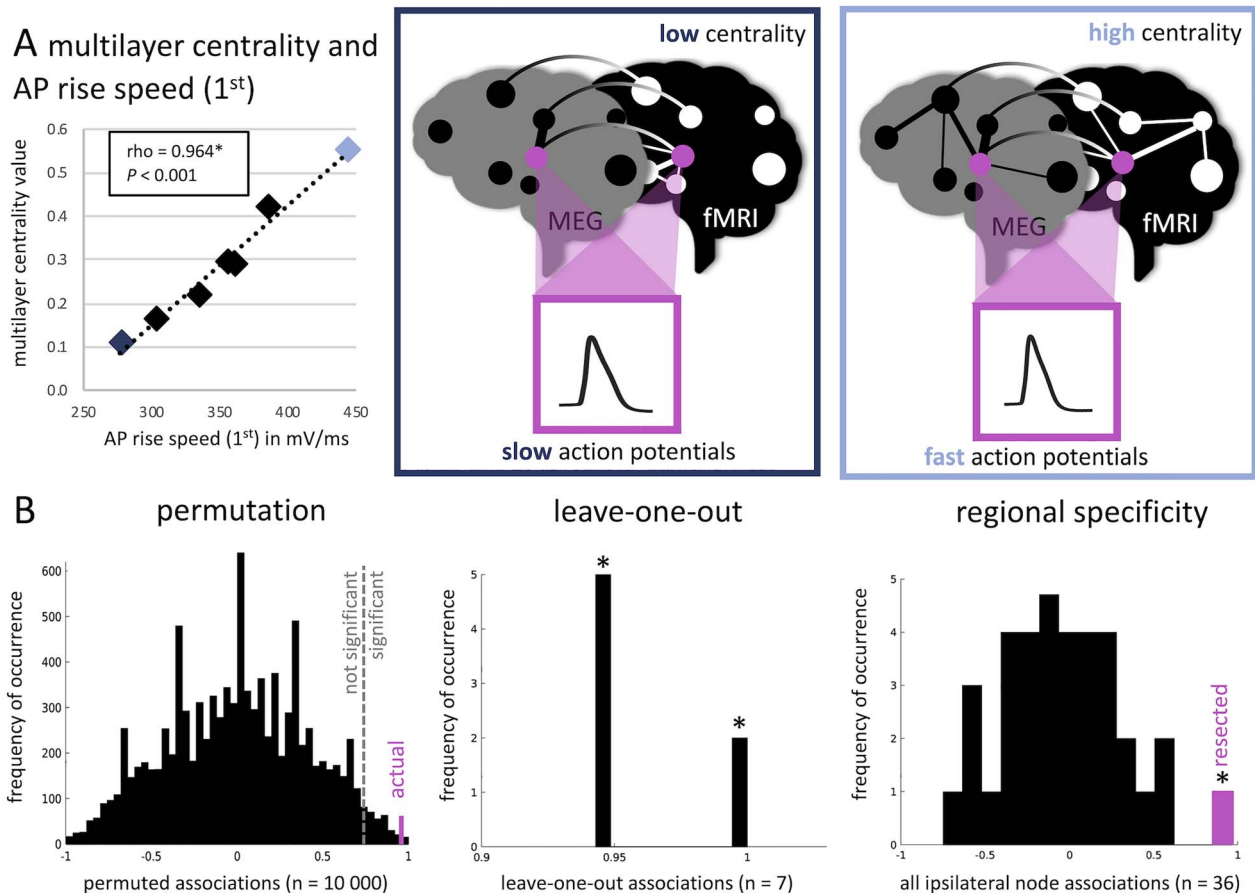 A multilayer centrality and
AP rise speed (1st)
multilayer centrality value
0.6
0.5
0.4
0.3
0.2
0.1
0.0
rho = 0.964*
P < 0.001
250
300
350
400
450
AP rise speed (1st) in mV/ms
low centrality
MEG
fMRI
slow action potentials
high centrality
MEG
fMRI
fast action potentials
B
permutation
frequency of occurrence
600
500
400
300
200
100
0
not significant
significant
actual
-1
-0.5
0
0.5
1
permuted associations (n = 10 000)
leave-one-out
frequency of occurrence
5
4
3
2
1
0
*
*
0.9
0.95
1
leave-one-out associations (n = 7)
regional specificity
frequency of occurrence
5
4
3
2
1
0
* resected
-1
-0.5
0
0.5
1
all ipsilateral node associations (n = 36)